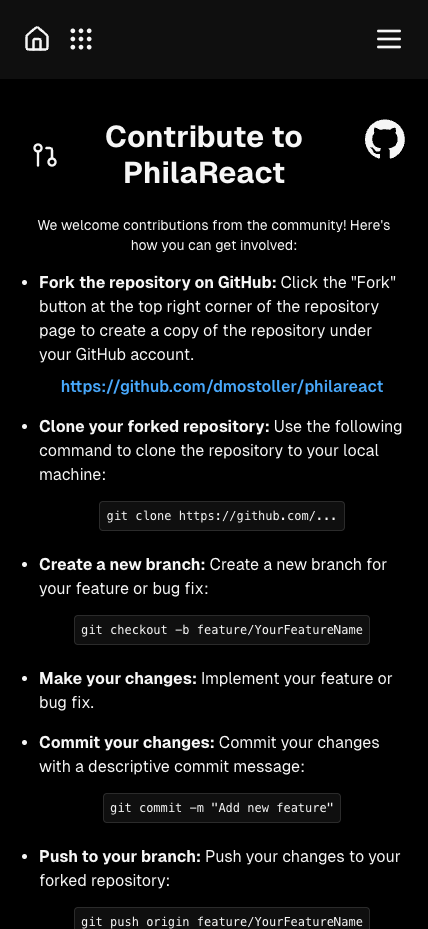 Contribute to
PhilaReact
We welcome contributions from the community! Here's
how you can get involved:
• Fork the repository on GitHub: Click the "Fork"
button at the top right corner of the repository
page to create a copy of the repository under
your GitHub account.
https://github.com/dmostoller/philareact
• Clone your forked repository: Use the following
command to clone the repository to your local
machine:
git clone https://github.com/...
• Create a new branch: Create a new branch for
your feature or bug fix:
git checkout -b feature/YourFeatureName
• Make your changes: Implement your feature or
bug fix.
• Commit your changes: Commit your changes
with a descriptive commit message:
git commit -m "Add new feature"
• Push to your branch: Push your changes to your
forked repository:
git push origin feature/YourFeatureName